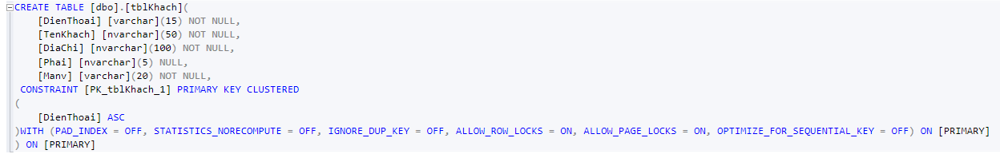 CREATE TABLE [dbo].[tblKhach](
[DienThoai] [varchar](15) NOT NULL,
[TenKhach] [nvarchar](50) NOT NULL,
[DiaChi] [nvarchar](100) NOT NULL,
[Phai] [nvarchar](5) NULL,
[Manv] [varchar](20) NOT NULL,
CONSTRAINT [PK_tblKhach_1] PRIMARY KEY CLUSTERED
(
[DienThoai] ASC
)WITH (PAD_INDEX = OFF, STATISTICS_NORECOMPUTE = OFF, IGNORE_DUP_KEY = OFF, ALLOW_ROW_LOCKS = ON, ALLOW_PAGE_LOCKS = ON, OPTIMIZE_FOR_SEQUENTIAL_KEY = OFF) ON [PRIMARY]
) ON [PRIMARY]